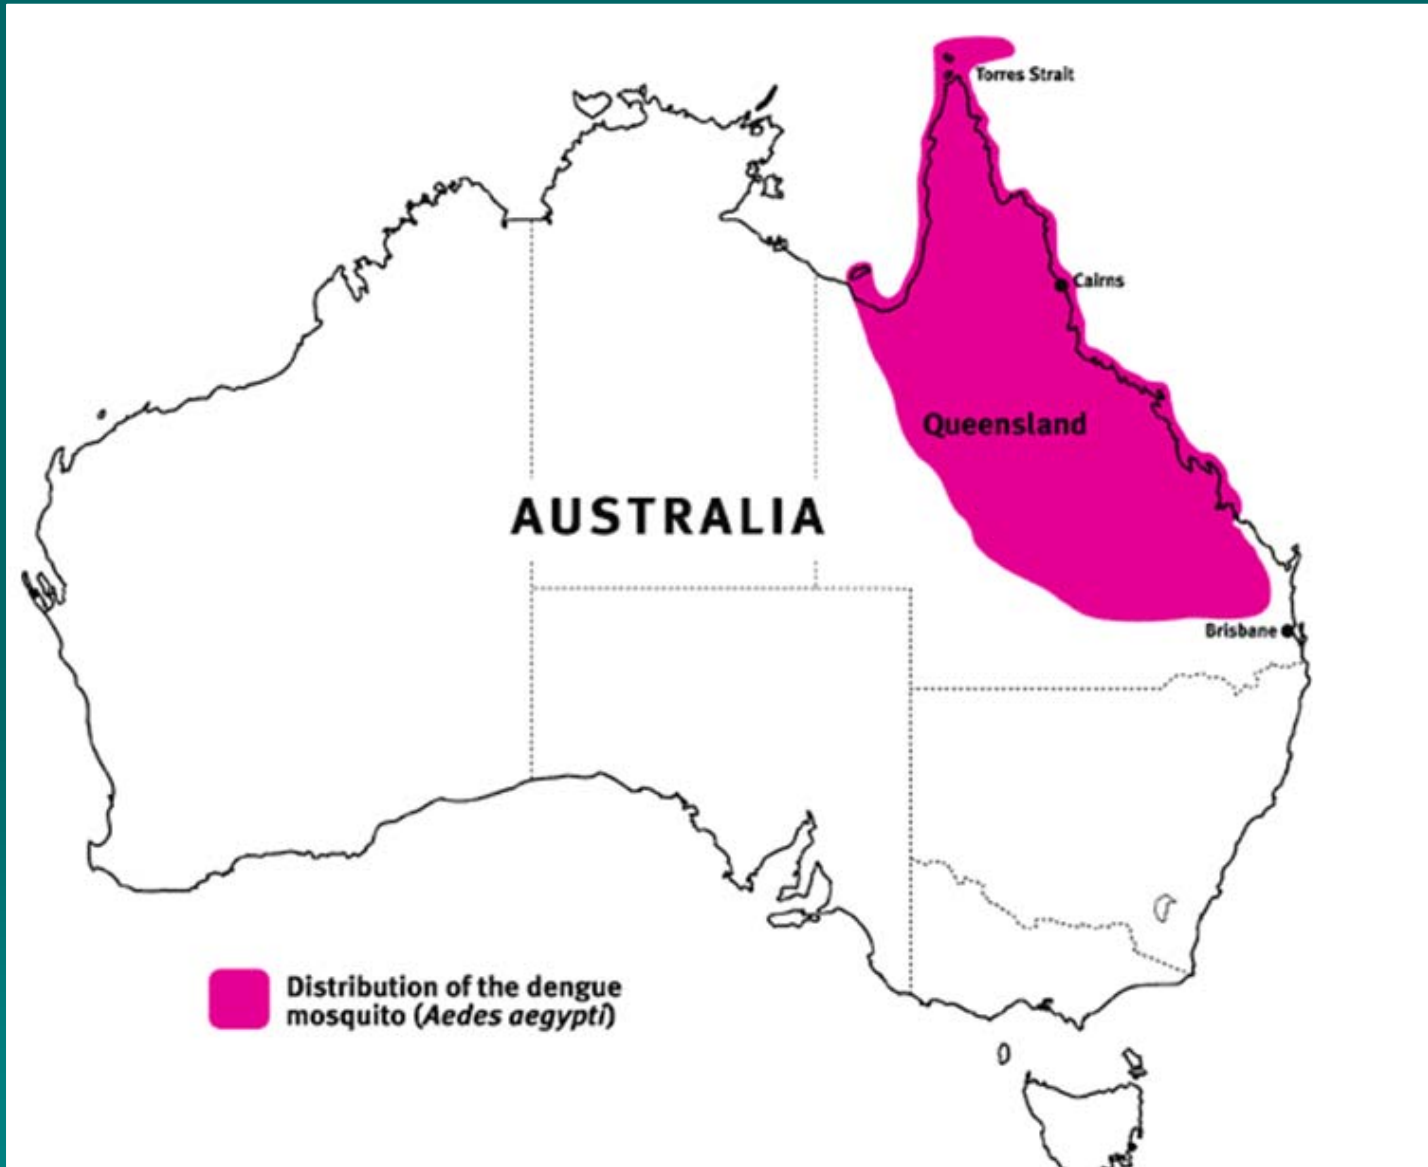 Torres Strait
Cairns
Queensland
AUSTRALIA
Brisbane
Distribution of the dengue
mosquito (Aedes aegypti)